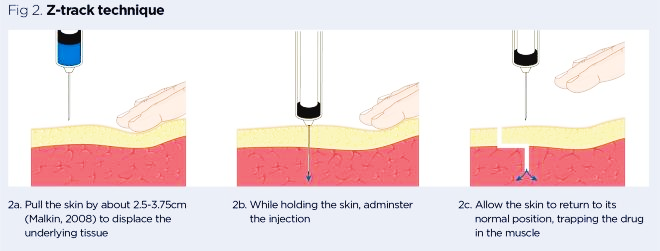 Fig 2. Z-track technique
2a. Pull the skin by about 2.5-3.75cm
(Malkin, 2008) to displace the
underlying tissue
2b. While holding the skin, adminster
the injection
2c. Allow the skin to return to its
normal position, trapping the drug
in the muscle